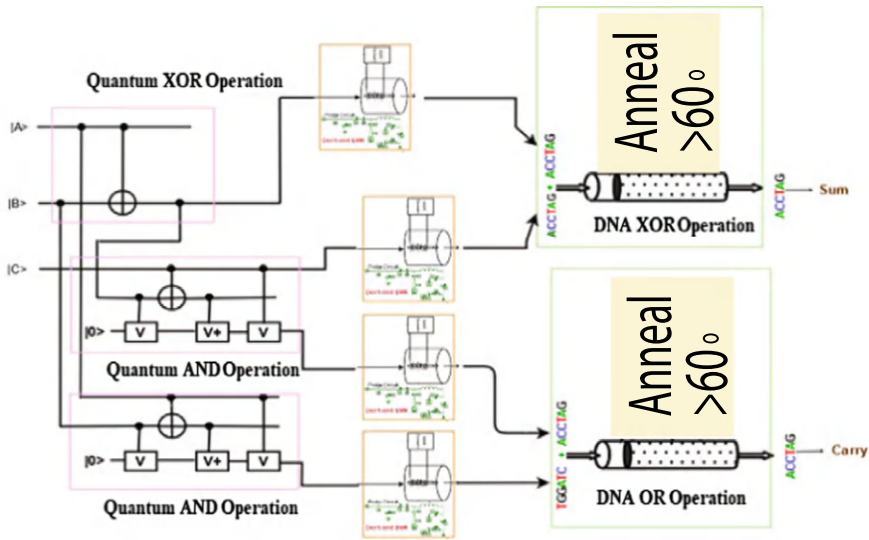 Quantum XOR Operation
|A>
|B>
|C>
|0>
V
V+
V
Quantum AND Operation
|0>
V
V+
V
Quantum AND Operation
Anneal
>60°
ACCTAG + ACCTAG
DNA XOR Operation
ACCTAG
Sum
Anneal
>60°
TGGATC + ACCTAG
DNA OR Operation
ACCTAG
Carry